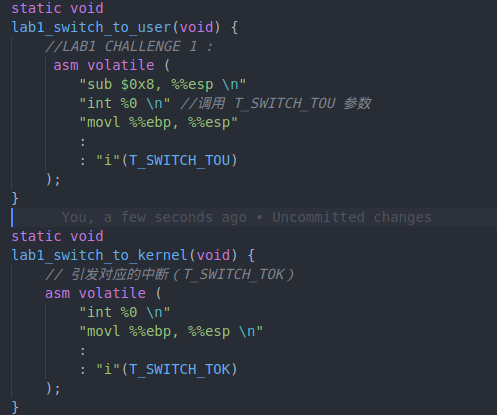 static void
lab1_switch_to_user(void) {
    //LAB1 CHALLENGE 1 :
     asm volatile (
        "sub $0x8, %%esp \n"
        "int %0 \n" //调用 T_SWITCH_TOU 参数
        "movl %%ebp, %%esp"
        :
        : "i"(T_SWITCH_TOU)
    );
}
You, a few seconds ago • Uncommitted changes
static void
lab1_switch_to_kernel(void) {
    // 引发对应的中断（T_SWITCH_TOK）
    asm volatile (
        "int %0 \n"
        "movl %%ebp, %%esp \n"
        :
        : "i"(T_SWITCH_TOK)
    );
}